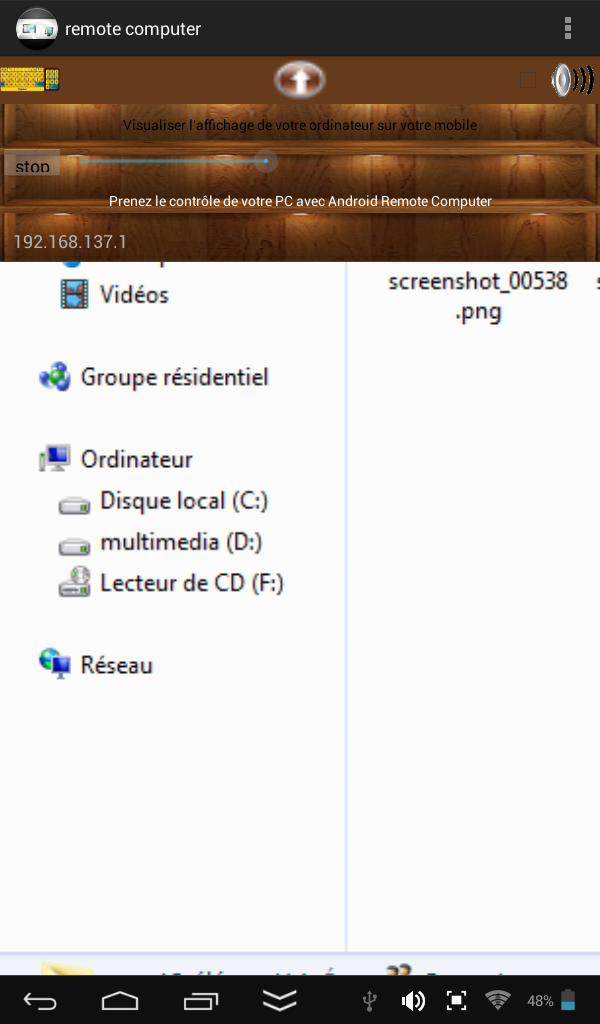 remote computer
Visualiser l'affichage de votre ordinateur sur votre mobile
stop
Prenez le contrôle de votre PC avec Android Remote Computer
192.168.137.1
Vidéos
screenshot_00538
.png
Groupe résidentiel
Ordinateur
Disque local (C:)
multimedia (D:)
Lecteur de CD (F:)
Réseau
48%